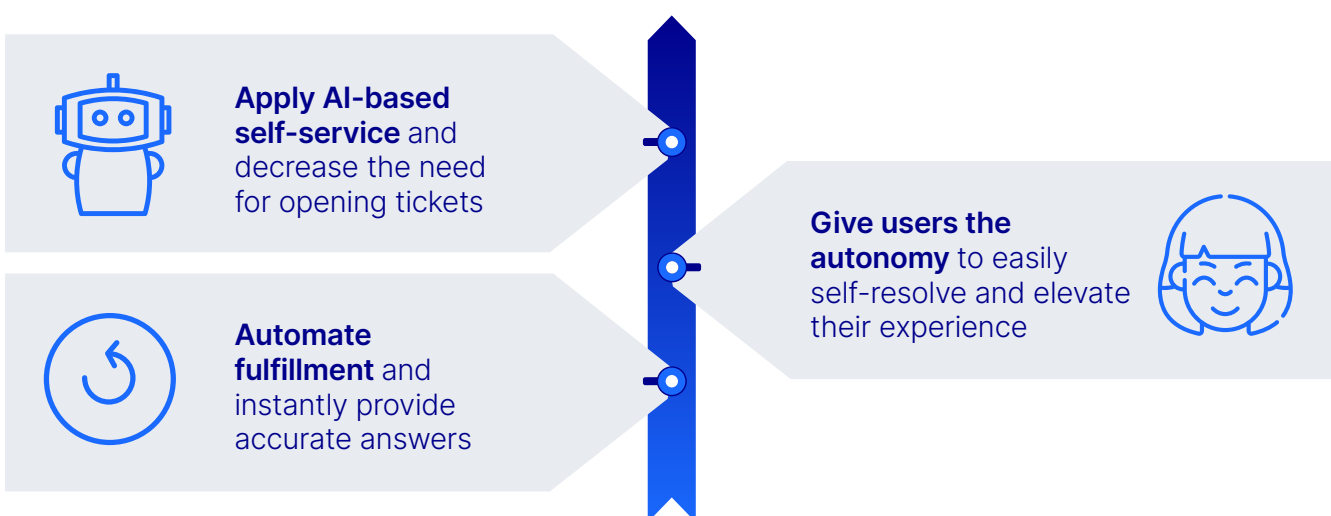 Apply AI-based
self-service and
decrease the need
for opening tickets
Give users the
autonomy to easily
self-resolve and elevate
their experience
Automate
fulfillment and
instantly provide
accurate answers